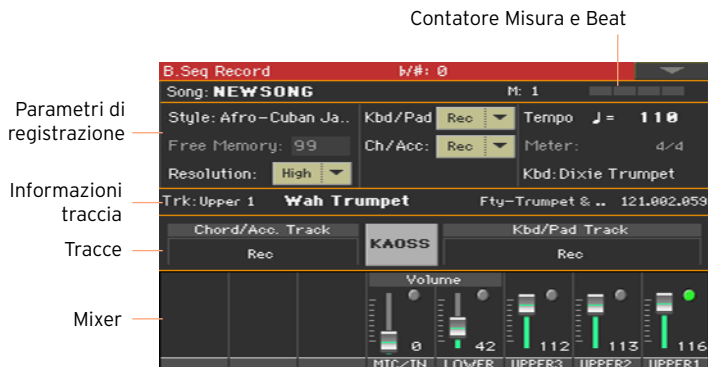 Contatore Misura e Beat
B.Seq Record ♭/#: 0
Song: NEWSONG M: 1
Parametri di
registrazione
Style: Afro-Cuban Ja.. Kbd/Pad Rec Tempo ♩= 110
Free Memory: 99 Ch/Acc: Rec Meter: 4/4
Resolution: High Kbd: Dixie Trumpet
Informazioni
traccia
Trk: Upper 1 Wah Trumpet Fty-Trumpet & .. 121.002.059
Tracce
Chord/Acc. Track KAOSS Kbd/Pad Track
Rec Rec
Mixer
Volume
0 42 112 113 116
MIC/IN LOWER UPPER3 UPPER2 UPPER1